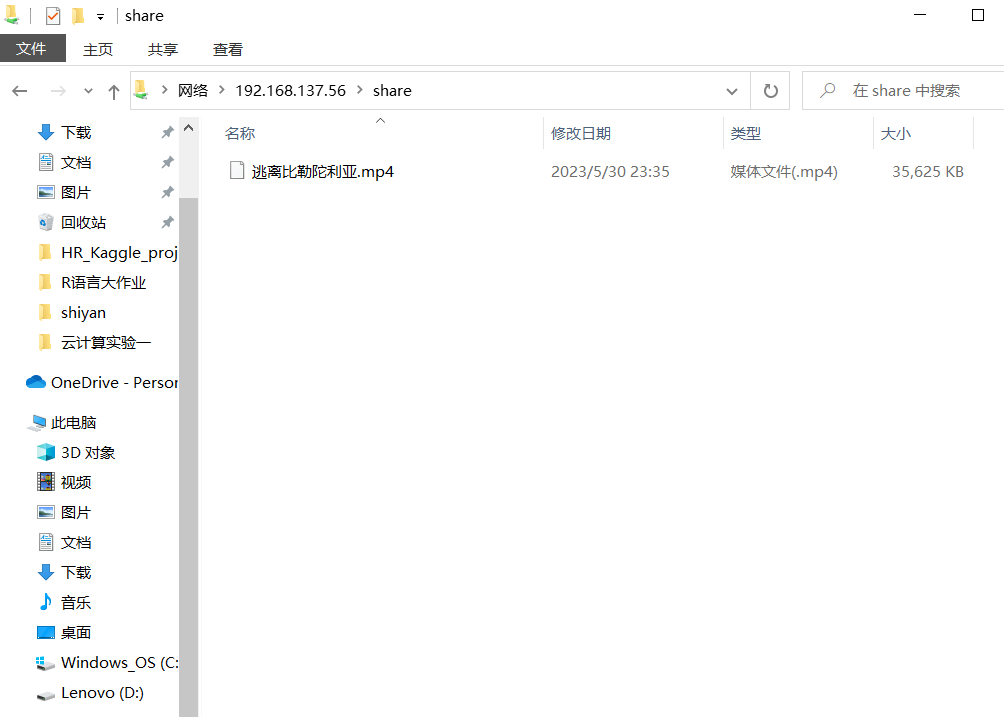 share
文件 主页 共享 查看
网络 192.168.137.56 share
在 share 中搜索
名称 修改日期 类型 大小
逃离比勒陀利亚.mp4 2023/5/30 23:35 媒体文件(.mp4) 35,625 KB
下载
文档
图片
回收站
HR_Kaggle_proj
R语言大作业
shiyan
云计算实验一
OneDrive - Person
此电脑
3D 对象
视频
图片
文档
下载
音乐
桌面
Windows_OS (C:
Lenovo (D:)